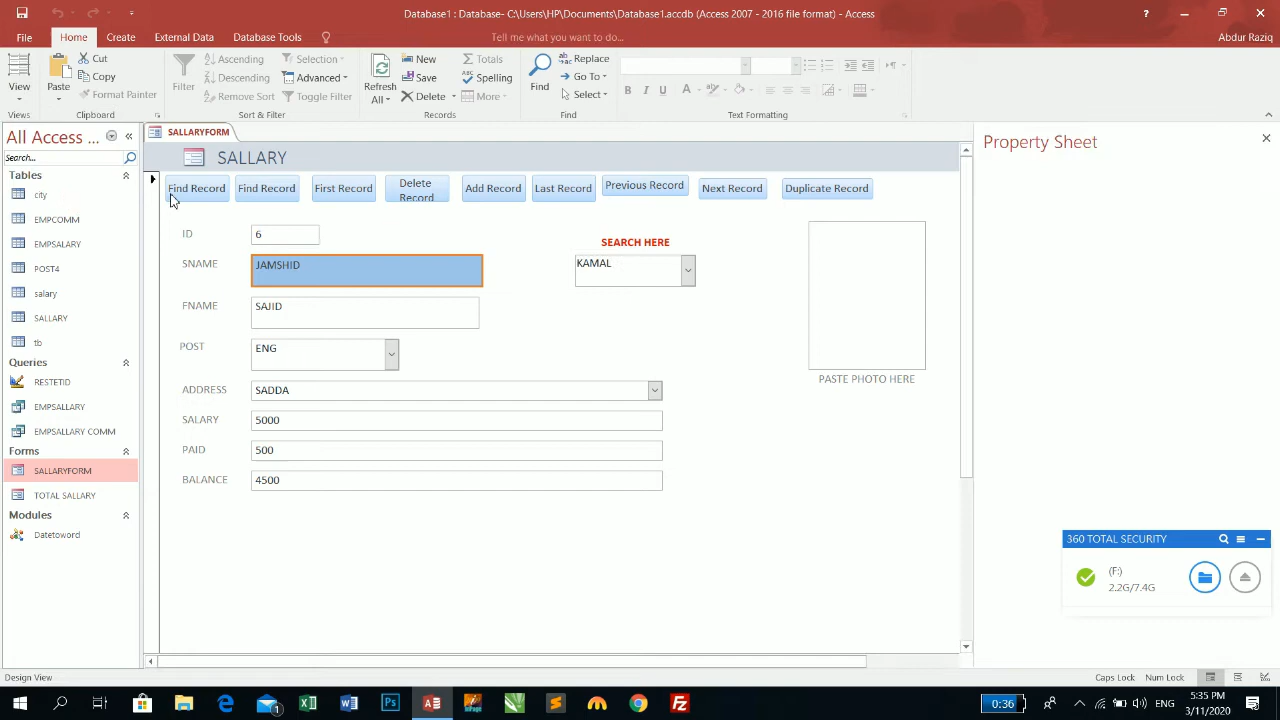 Database1 : Database- C:\Users\HP\Documents\Database1.accdb (Access 2007 - 2016 file format) - Access
File Home Create External Data Database Tools Tell me what you want to do... Abdur Raziq
View Paste Cut Copy Format Painter
Filter Ascending Descending Remove Sort Selection Advanced Toggle Filter
Refresh All New Save Delete Totals Spelling More
Find Replace Go To Select
B I U A
Views Clipboard Sort & Filter Records Find Text Formatting
All Access ...
Search...
Tables
city
EMPCOMM
EMPSALARY
POST4
salary
SALLARY
tb
Queries
RESTETID
EMPSALLARY
EMPSALLARY COMM
Forms
SALLARYFORM
TOTAL SALLARY
Modules
Datetoword
SALLARYFORM
SALLARY
Find Record Find Record First Record Delete Record Add Record Last Record Previous Record Next Record Duplicate Record
ID 6
SNAME JAMSHID
FNAME SAJID
POST ENG
ADDRESS SADDA
SALARY 5000
PAID 500
BALANCE 4500
SEARCH HERE
KAMAL
PASTE PHOTO HERE
Property Sheet
360 TOTAL SECURITY
(F:)
2.2G/7.4G
Design View Caps Lock Num Lock
0:36 ENG 5:35 PM
3/11/2020